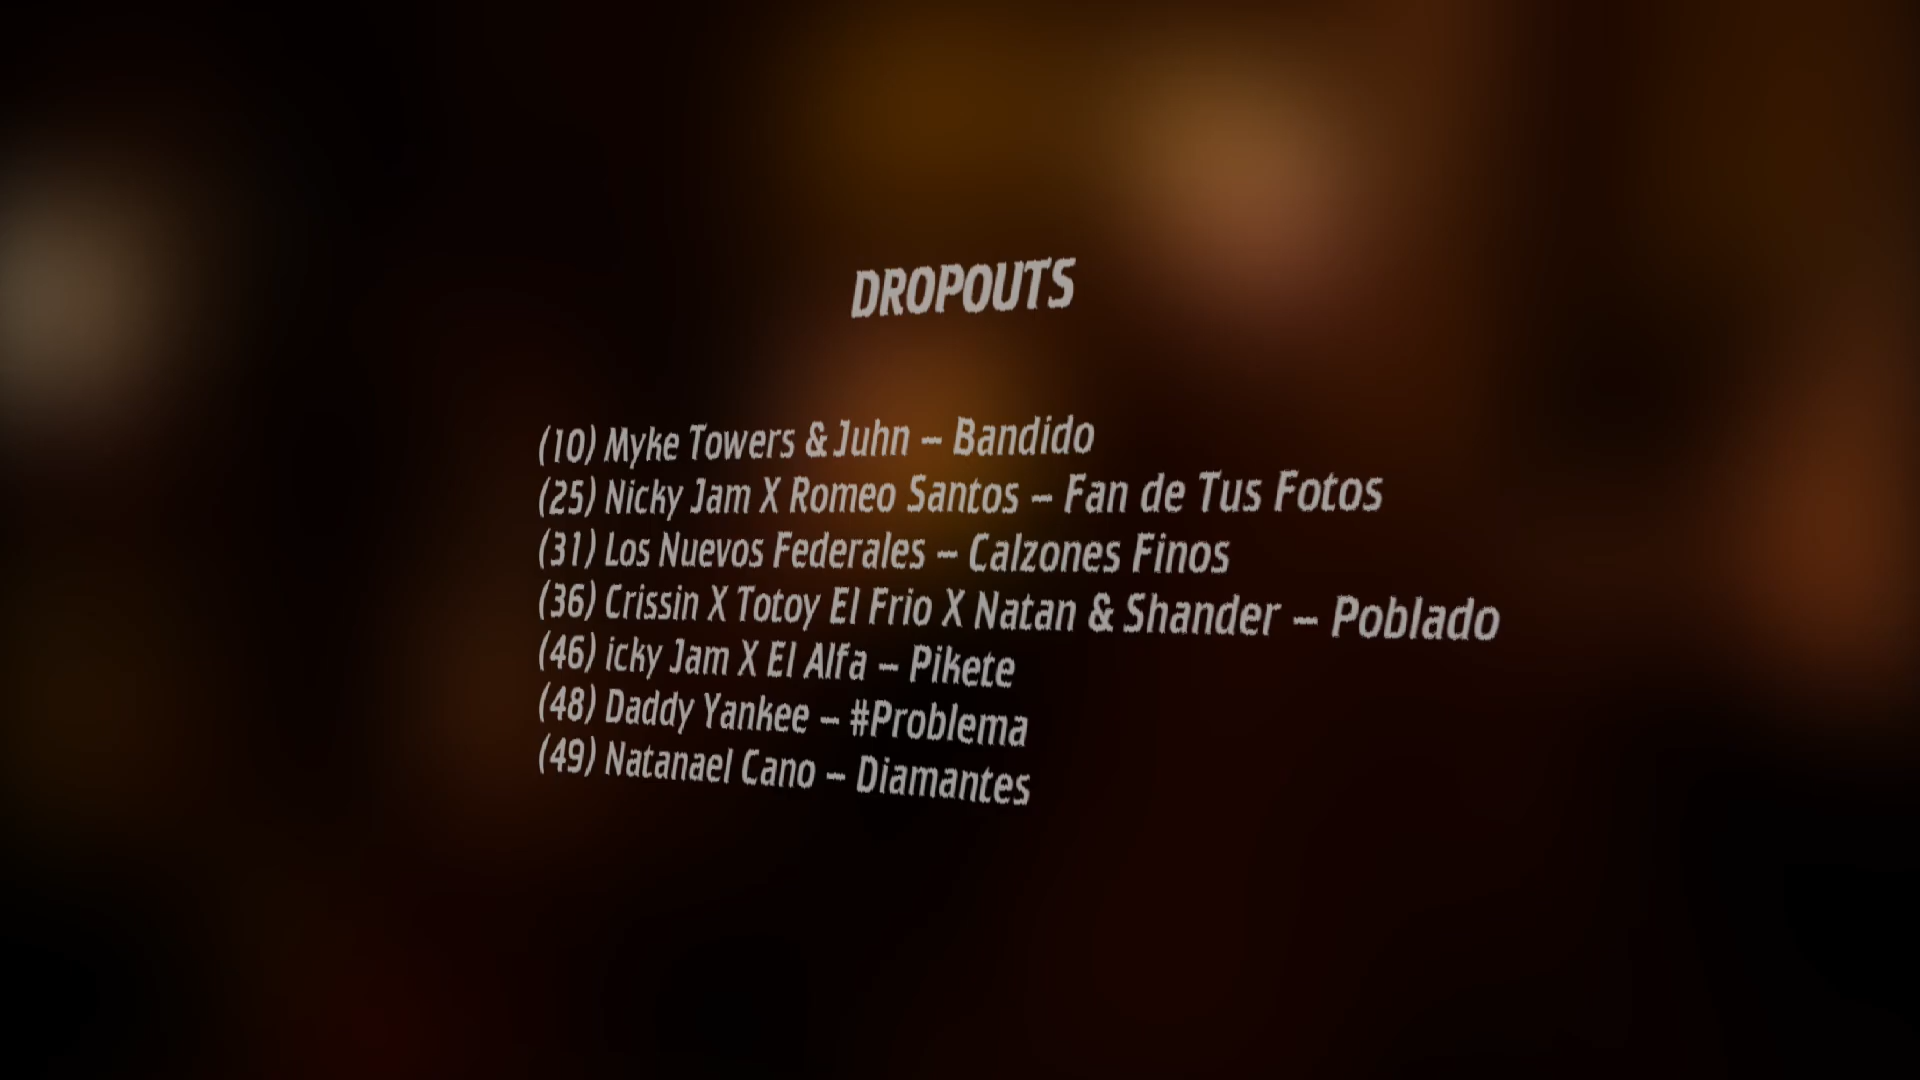 DROPOUTS
(10) Myke Towers & Juhn – Bandido
(25) Nicky Jam X Romeo Santos – Fan de Tus Fotos
(31) Los Nuevos Federales – Calzones Finos
(36) Crissin X Totoy El Frio X Natan & Shander – Poblado
(46) icky Jam X El Alfa – Pikete
(48) Daddy Yankee – #Problema
(49) Natanael Cano – Diamantes